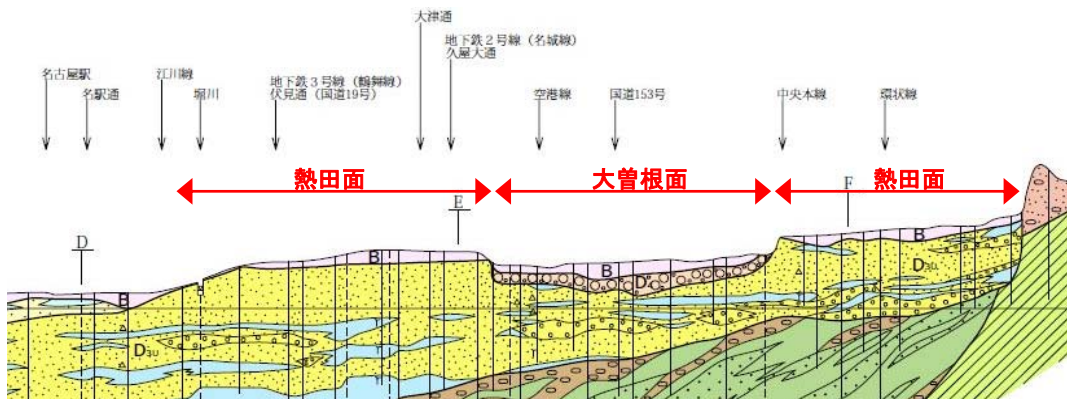 大津通
地下鉄2号線(名城線)
久屋大通
名古屋駅
名駅通
江川線
堀川
地下鉄3号線(鶴舞線)
伏見通(国道19号)
空港線
国道153号
中央本線
環状線
熱田面
大曽根面
熱田面
D
E
F
B
B
B
B
D₃ᵤ
D₃ᵤ